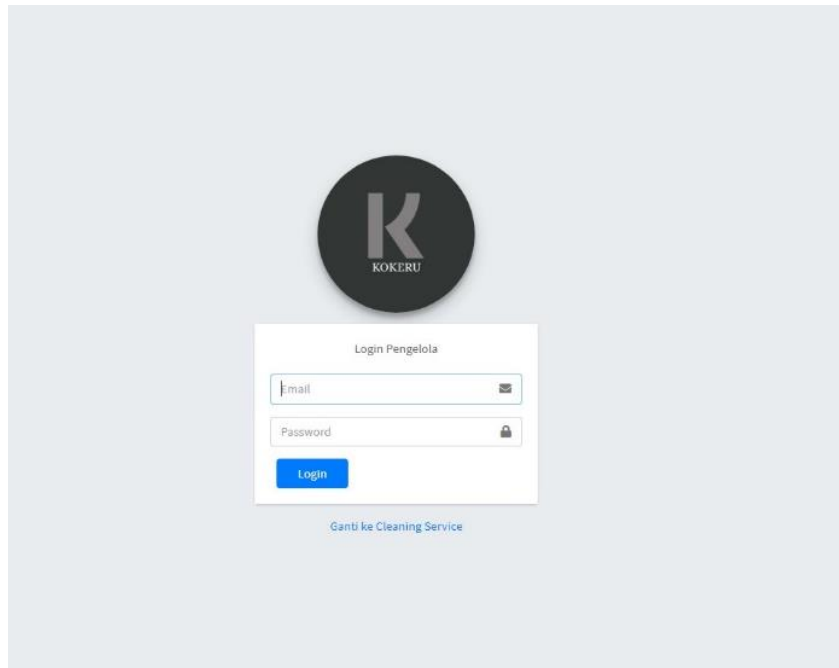 K
KOKERU
Login Pengelola
Email
Password
Login
Ganti ke Cleaning Service